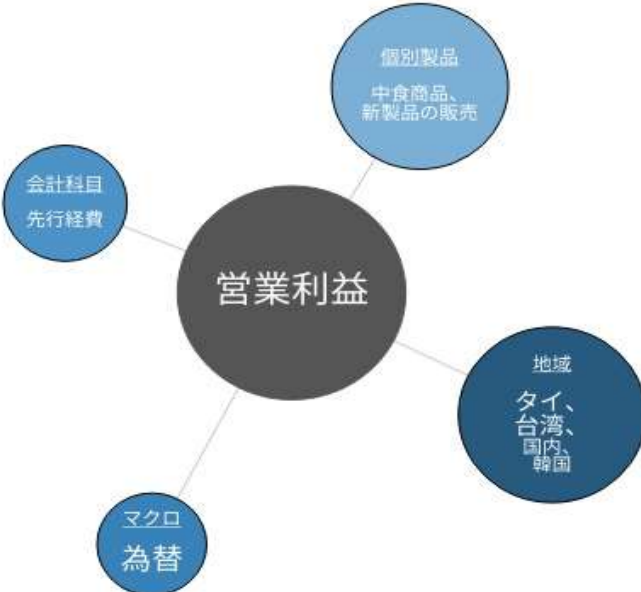 個別製品
中食商品、
新製品の販売
会計科目
先行経費
営業利益
地域
タイ、
台湾、
国内、
韓国
マクロ
為替